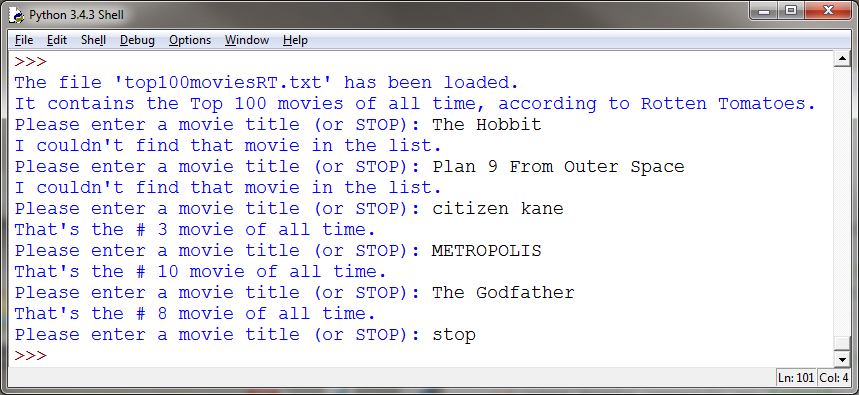 Python 3.4.3 Shell
File Edit Shell Debug Options Window Help
>>>
The file 'top100moviesRT.txt' has been loaded.
It contains the Top 100 movies of all time, according to Rotten Tomatoes.
Please enter a movie title (or STOP): The Hobbit
I couldn't find that movie in the list.
Please enter a movie title (or STOP): Plan 9 From Outer Space
I couldn't find that movie in the list.
Please enter a movie title (or STOP): citizen kane
That's the # 3 movie of all time.
Please enter a movie title (or STOP): METROPOLIS
That's the # 10 movie of all time.
Please enter a movie title (or STOP): The Godfather
That's the # 8 movie of all time.
Please enter a movie title (or STOP): stop
>>>
Ln: 101 Col: 4